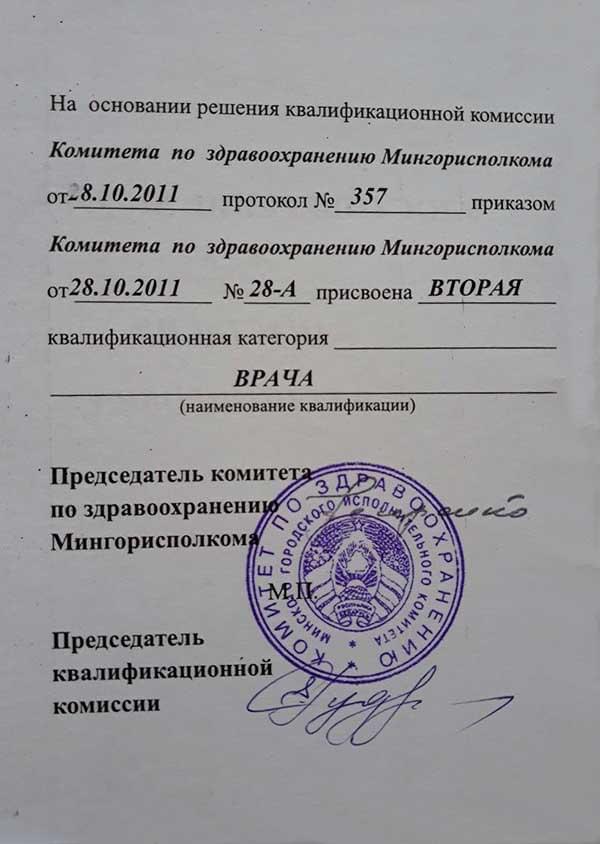 На основании решения квалификационной комиссии
Комитета по здравоохранению Мингорисполкома
от 28.10.2011 протокол № 357 приказом
Комитета по здравоохранению Мингорисполкома
от 28.10.2011 № 28-А присвоена ВТОРАЯ
квалификационная категория
ВРАЧА
(наименование квалификации)
Председатель комитета
по здравоохранению
Мингорисполкома
М.П.
КОМИТЕТ ПО ЗДРАВООХРАНЕНИЮ
МИНСКОГО ГОРОДСКОГО ИСПОЛНИТЕЛЬНОГО КОМИТЕТА
Председатель
квалификационной
комиссии